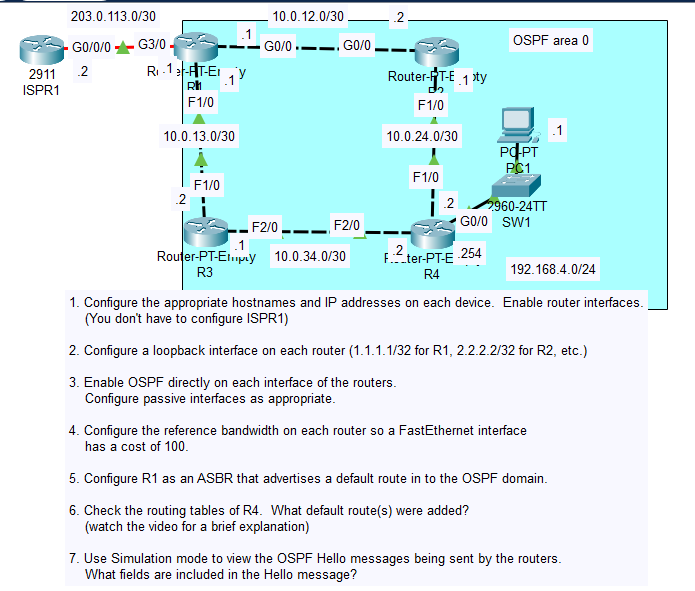 203.0.113.0/30
10.0.12.0/30
.2
.1
G0/0/0
G3/0
G0/0
G0/0
OSPF area 0
2911
.2
.1
.1
Router-PT-Empty
.1
ISPR1
R1
R2
F1/0
F1/0
10.0.13.0/30
10.0.24.0/30
.1
PC-PT
PC1
F1/0
F1/0
.2
.2
2960-24TT
SW1
F2/0
F2/0
G0/0
.1
Router-PT-Empty
R3
10.0.34.0/30
.2
.254
R4
192.168.4.0/24
1. Configure the appropriate hostnames and IP addresses on each device. Enable router interfaces.
(You don't have to configure ISPR1)
2. Configure a loopback interface on each router (1.1.1.1/32 for R1, 2.2.2.2/32 for R2, etc.)
3. Enable OSPF directly on each interface of the routers.
Configure passive interfaces as appropriate.
4. Configure the reference bandwidth on each router so a FastEthernet interface
has a cost of 100.
5. Configure R1 as an ASBR that advertises a default route in to the OSPF domain.
6. Check the routing tables of R4. What default route(s) were added?
(watch the video for a brief explanation)
7. Use Simulation mode to view the OSPF Hello messages being sent by the routers.
What fields are included in the Hello message?